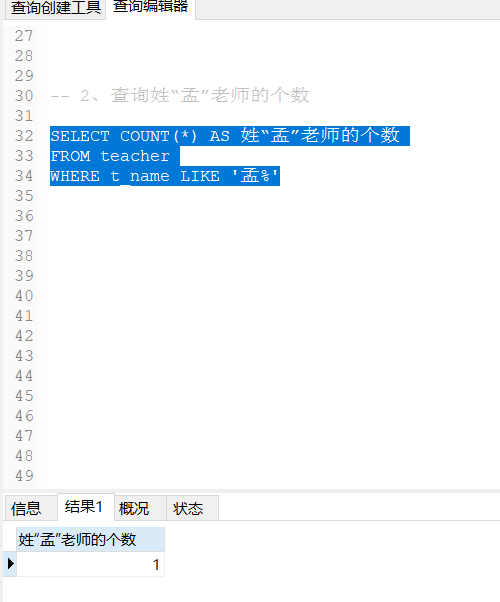 查询创建工具 查询编辑器
27
28
29
30 -- 2、查询姓“孟”老师的个数
31
32 SELECT COUNT(*) AS 姓“孟”老师的个数
33 FROM teacher
34 WHERE t_name LIKE '孟%'
35
36
37
38
39
40
41
42
43
44
45
46
47
48
49
信息 结果1 概况 状态
姓“孟”老师的个数
1